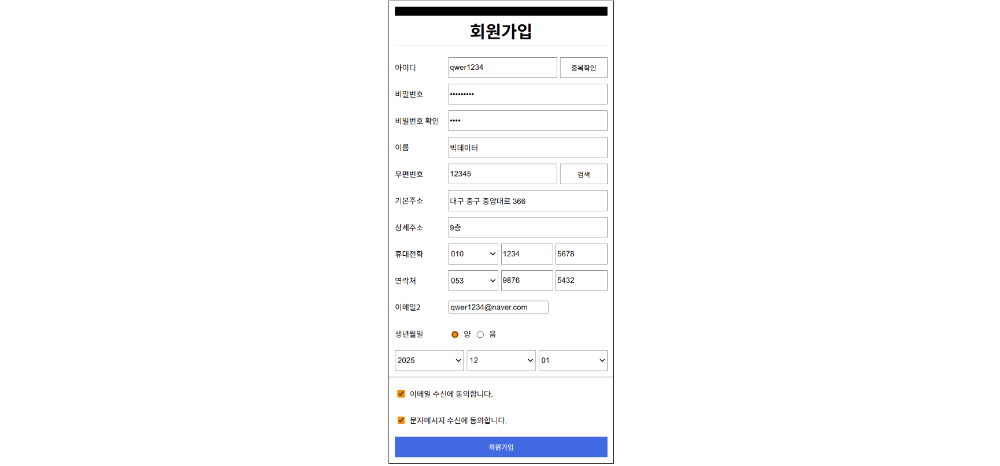 회원가입
아이디 qwer1234 중복확인
비밀번호 •••••••••
비밀번호 확인 ••••
이름 빅데이터
우편번호 12345 검색
기본주소 대구 중구 중앙대로 366
상세주소 9층
휴대전화 010 1234 5678
연락처 053 9876 5432
이메일2 qwer1234@naver.com
생년월일 양 음
2025 12 01
이메일 수신에 동의합니다.
문자메시지 수신에 동의합니다.
회원가입